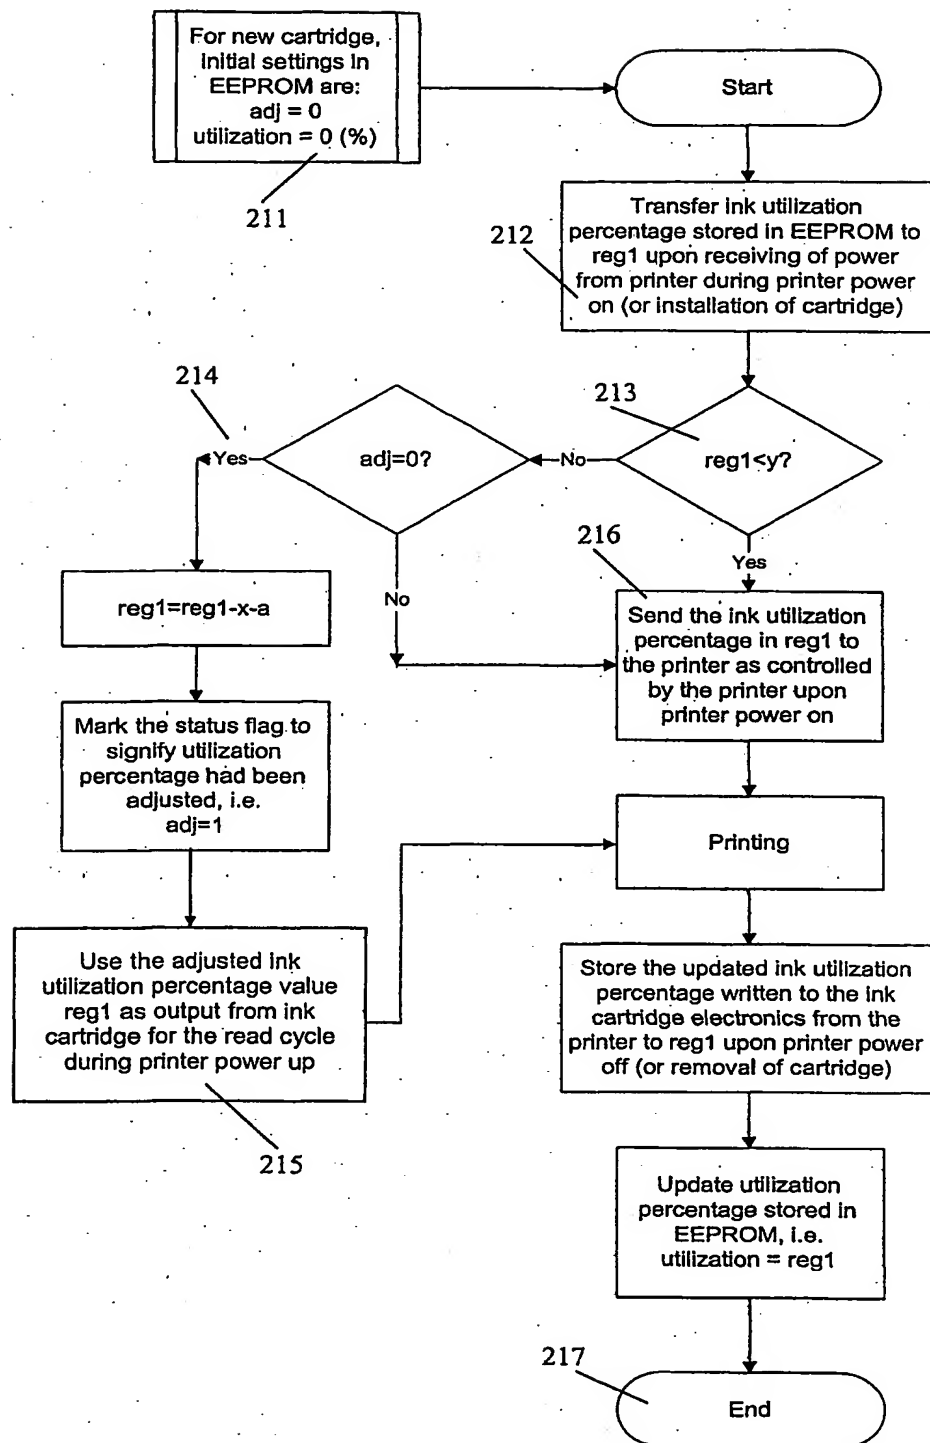 For new cartridge,
initial settings in
EEPROM are:
adj = 0
utilization = 0 (%)
211
Start
Transfer ink utilization
percentage stored in EEPROM to
reg1 upon receiving of power
from printer during printer power
on (or installation of cartridge)
212
214
213
Yes
adj=0?
No
reg1<y?
216
Yes
reg1=reg1-x-a
No
Send the ink utilization
percentage in reg1 to
the printer as controlled
by the printer upon
printer power on
Mark the status flag to
signify utilization
percentage had been
adjusted, i.e.
adj=1
Printing
Use the adjusted ink
utilization percentage value
reg1 as output from ink
cartridge for the read cycle
during printer power up
215
Store the updated ink utilization
percentage written to the ink
cartridge electronics from the
printer to reg1 upon printer power
off (or removal of cartridge)
Update utilization
percentage stored in
EEPROM, i.e.
utilization = reg1
217
End